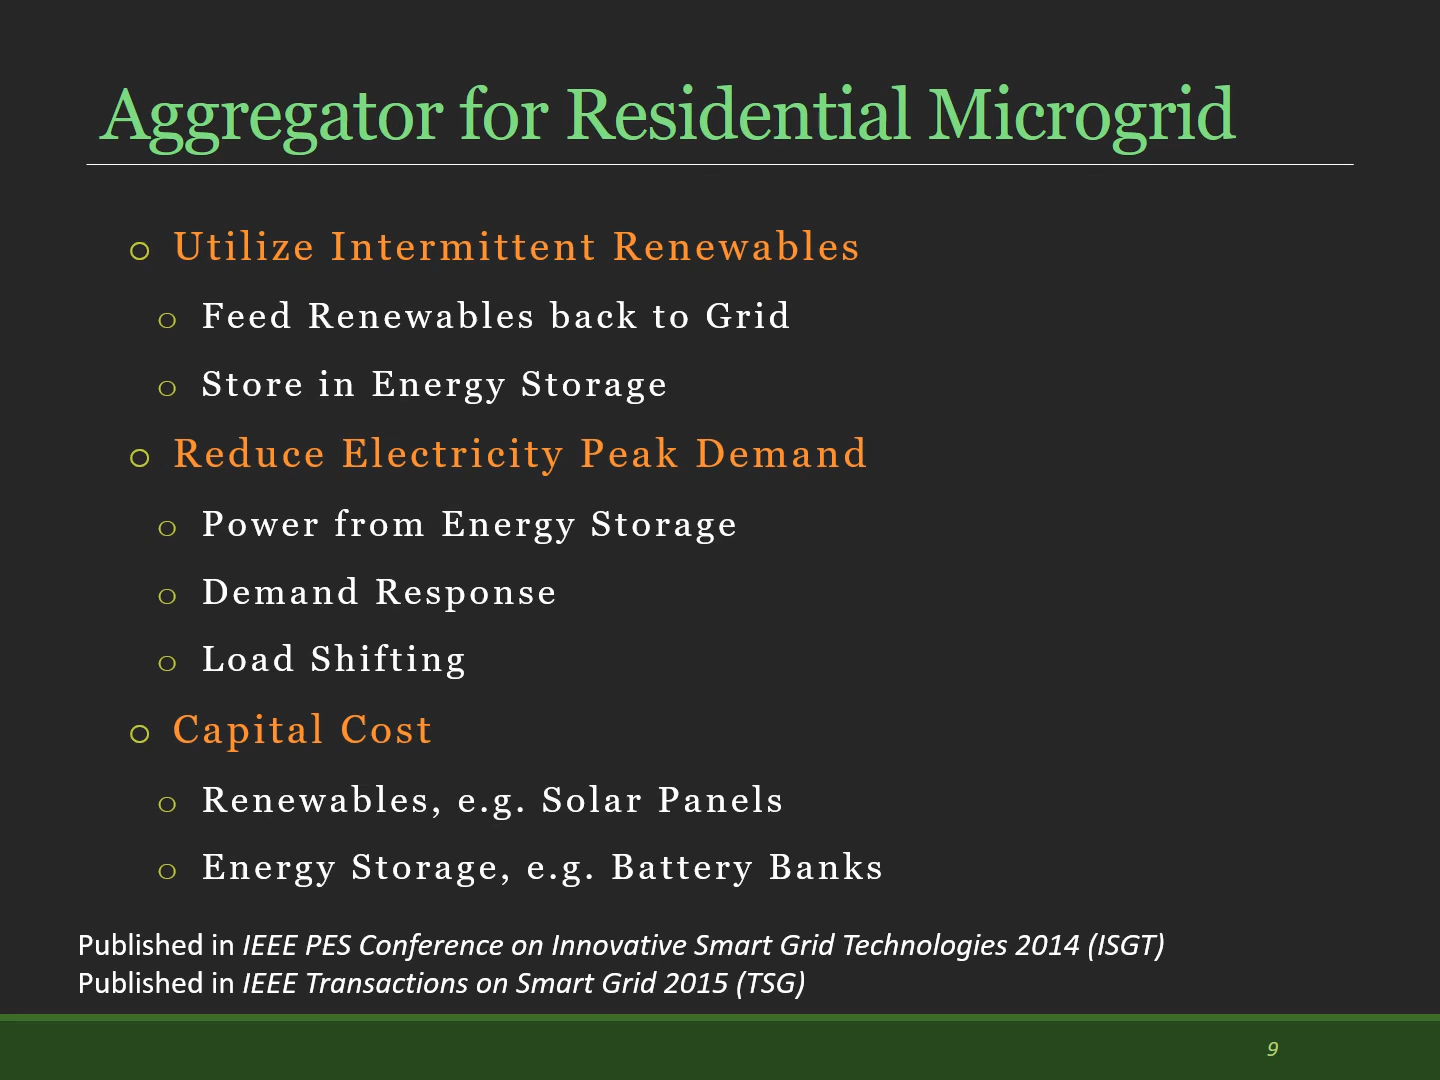 Aggregator for Residential Microgrid
Utilize Intermittent Renewables
Feed Renewables back to Grid
Store in Energy Storage
Reduce Electricity Peak Demand
Power from Energy Storage
Demand Response
Load Shifting
Capital Cost
Renewables, e.g. Solar Panels
Energy Storage, e.g. Battery Banks
Published in IEEE PES Conference on Innovative Smart Grid Technologies 2014 (ISGT)
Published in IEEE Transactions on Smart Grid 2015 (TSG)
9